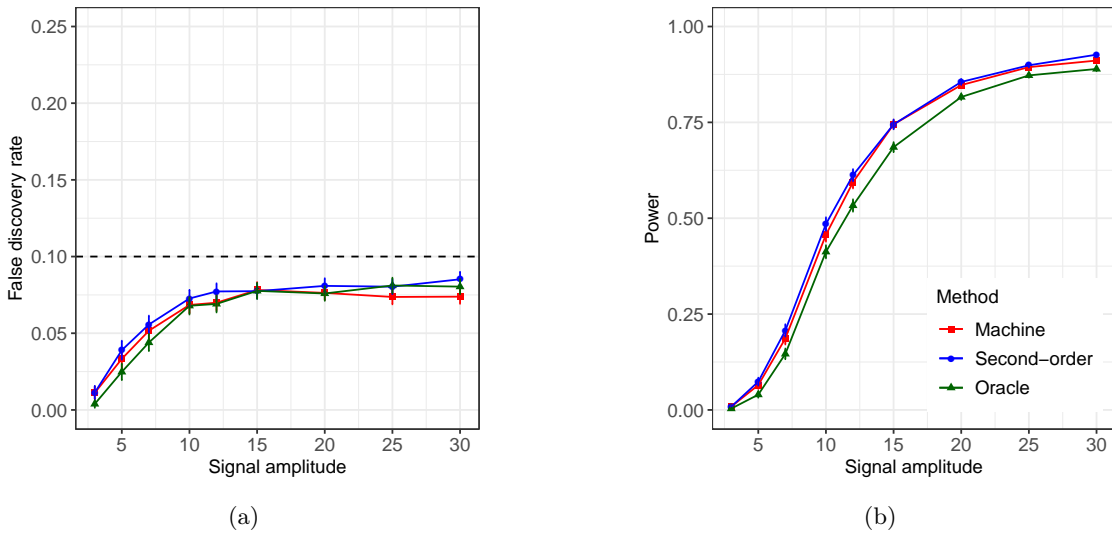 False discovery rate
0.25
0.20
0.15
0.10
0.05
0.00
5 10 15 20 25 30
Signal amplitude
(a)
Power
1.00
0.75
0.50
0.25
0.00
Method
Machine
Second−order
Oracle
5 10 15 20 25 30
Signal amplitude
(b)